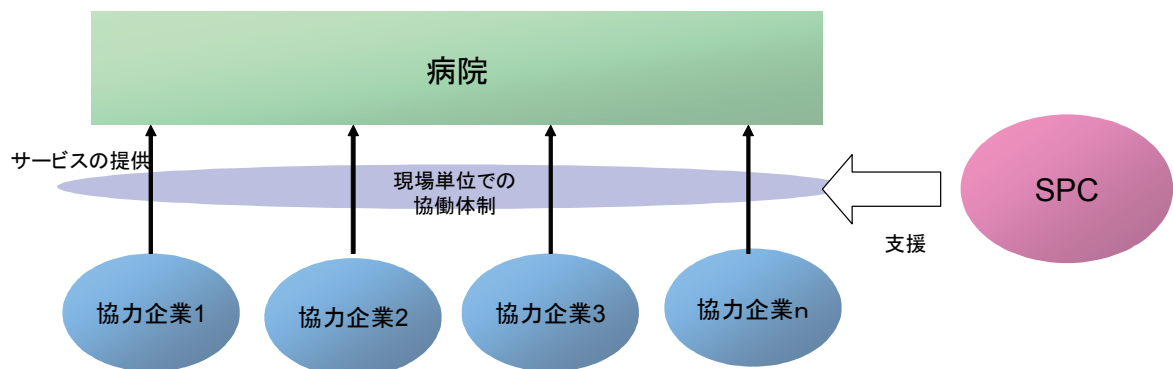 病院
サービスの提供
現場単位での
協働体制
SPC
支援
協力企業1
協力企業2
協力企業3
協力企業n